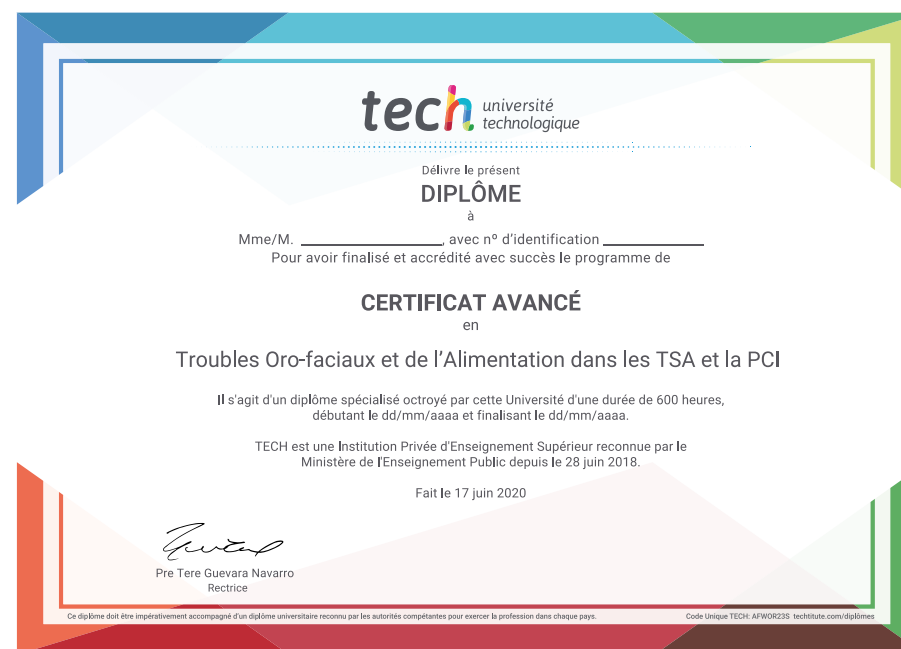 tech université
technologique
Délivre le présent
DIPLÔME
à
Mme/M. ____________________, avec nº d'identification ______________
Pour avoir finalisé et accrédité avec succès le programme de
CERTIFICAT AVANCÉ
en
Troubles Oro-faciaux et de l'Alimentation dans les TSA et la PCI
Il s'agit d'un diplôme spécialisé octroyé par cette Université d'une durée de 600 heures,
débutant le dd/mm/aaaa et finalisant le dd/mm/aaaa.
TECH est une Institution Privée d'Enseignement Supérieur reconnue par le
Ministère de l'Enseignement Public depuis le 28 juin 2018.
Fait le 17 juin 2020
Pre Tere Guevara Navarro
Rectrice
Ce diplôme doit être impérativement accompagné d'un diplôme universitaire reconnu par les autorités compétentes pour exercer la profession dans chaque pays.
Code Unique TECH: AFWOR23S techtitute.com/diplômes